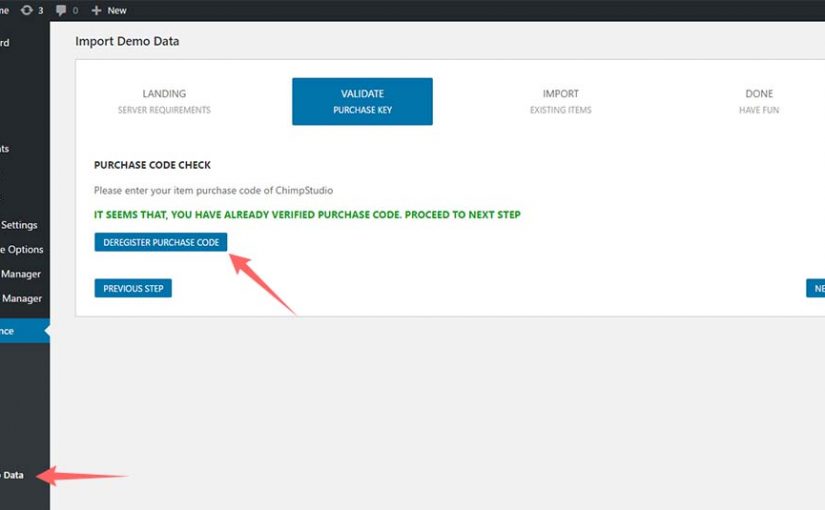 me 3 0 New
rd
Import Demo Data
LANDING
SERVER REQUIREMENTS
VALIDATE
PURCHASE KEY
IMPORT
EXISTING ITEMS
DONE
HAVE FUN
nts
PURCHASE CODE CHECK
Please enter your item purchase code of ChimpStudio
IT SEEMS THAT, YOU HAVE ALREADY VERIFIED PURCHASE CODE. PROCEED TO NEXT STEP
Settings
DEREGISTER PURCHASE CODE
e Options
Manager
PREVIOUS STEP
NE
Manager
nce
Data